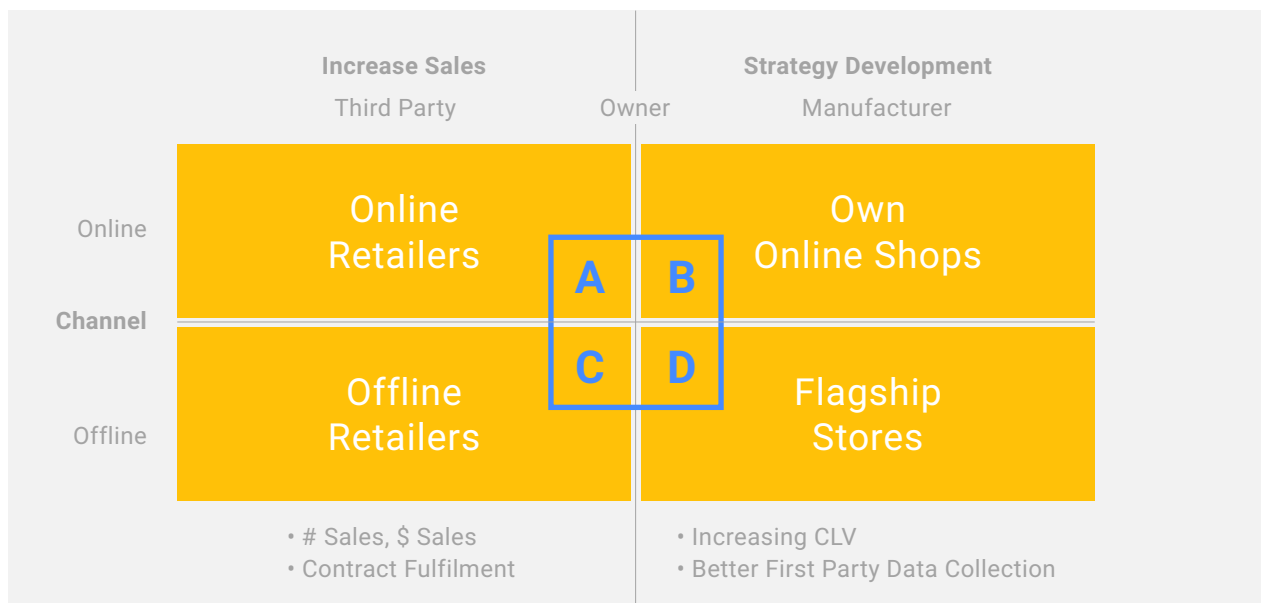 Increase Sales
Strategy Development
Third Party
Owner
Manufacturer
Online
Online
Retailers
Own
Online Shops
A
B
Channel
C
D
Offline
Offline
Retailers
Flagship
Stores
• # Sales, $ Sales
• Contract Fulfilment
• Increasing CLV
• Better First Party Data Collection